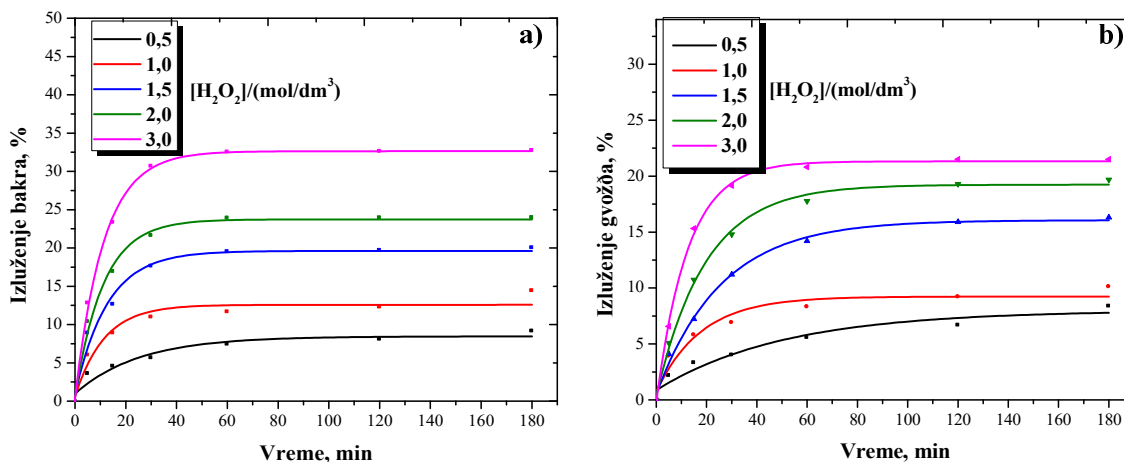 a)
0,5
1,0
1,5
2,0
3,0
[H₂O₂]/(mol/dm³)
50
45
40
35
30
25
20
15
10
5
0
Izluženje bakra, %
0 20 40 60 80 100 120 140 160 180
Vreme, min
b)
0,5
1,0
1,5
2,0
3,0
[H₂O₂]/(mol/dm³)
30
25
20
15
10
5
0
Izluženje gvožđa, %
0 20 40 60 80 100 120 140 160 180
Vreme, min